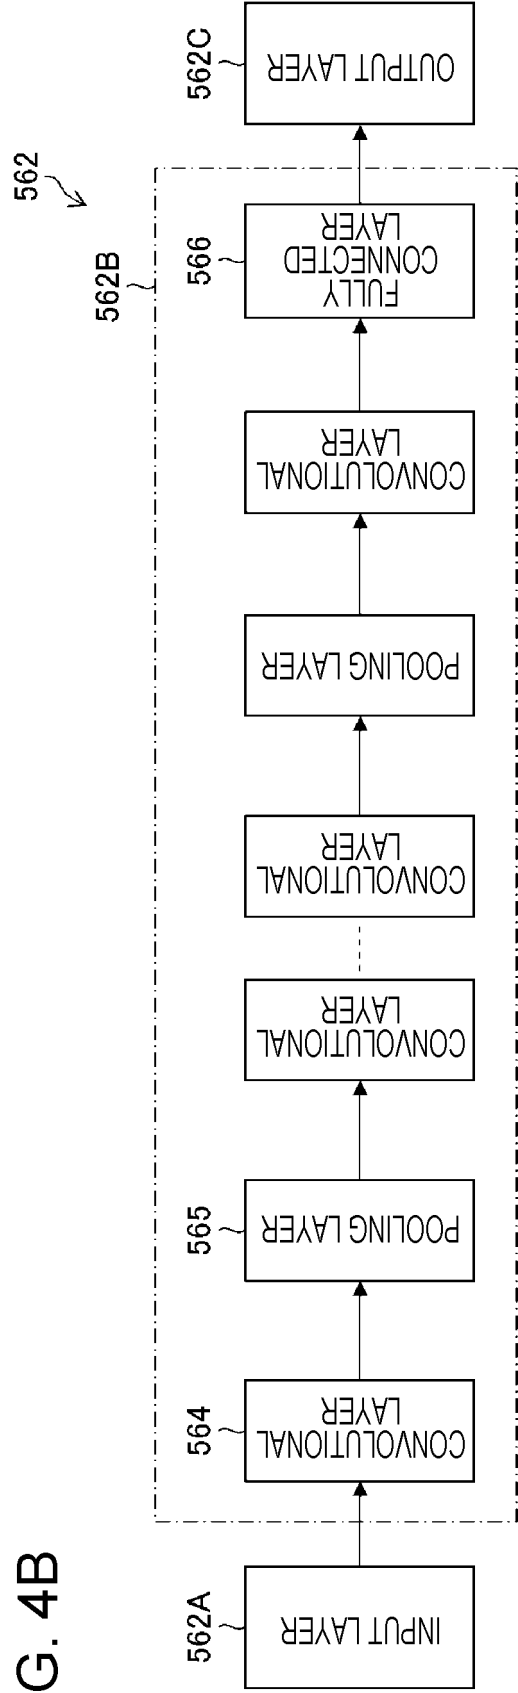 G. 4B
562
562B
562A
INPUT LAYER
564
CONVOLUTIONAL
LAYER
565
POOLING LAYER
CONVOLUTIONAL
LAYER
CONVOLUTIONAL
LAYER
POOLING LAYER
CONVOLUTIONAL
LAYER
566
FULLY
CONNECTED
LAYER
562C
OUTPUT LAYER